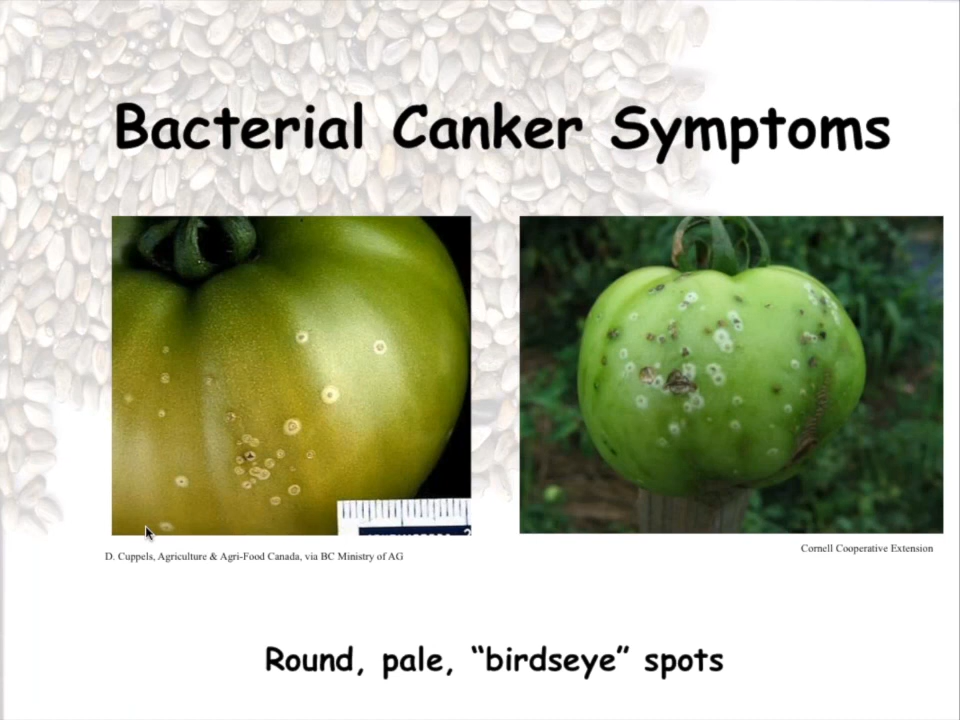 Bacterial Canker Symptoms
D. Cuppels, Agriculture & Agri-Food Canada, via BC Ministry of AG
Cornell Cooperative Extension
Round, pale, “birdseye” spots